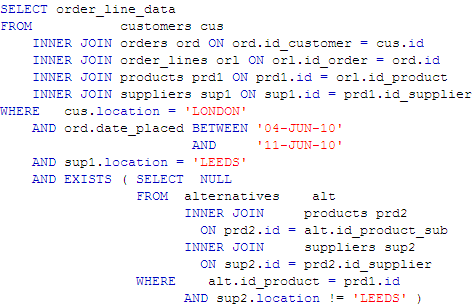 SELECT order_line_data
FROM customers cus
INNER JOIN orders ord ON ord.id_customer = cus.id
INNER JOIN order_lines orl ON orl.id_order = ord.id
INNER JOIN products prd1 ON prd1.id = orl.id_product
INNER JOIN suppliers sup1 ON sup1.id = prd1.id_supplier
WHERE cus.location = 'LONDON'
AND ord.date_placed BETWEEN '04-JUN-10'
AND '11-JUN-10'
AND sup1.location = 'LEEDS'
AND EXISTS ( SELECT NULL
FROM alternatives alt
INNER JOIN products prd2
ON prd2.id = alt.id_product_sub
INNER JOIN suppliers sup2
ON sup2.id = prd2.id_supplier
WHERE alt.id_product = prd1.id
AND sup2.location != 'LEEDS' )